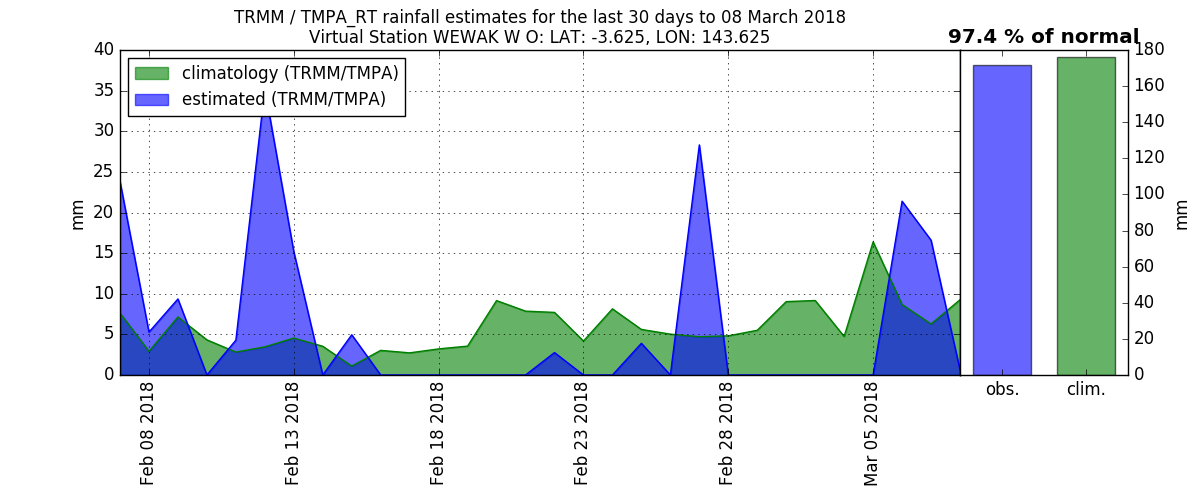 TRMM / TMPA_RT rainfall estimates for the last 30 days to 08 March 2018
Virtual Station WEWAK W O: LAT: -3.625, LON: 143.625
97.4 % of normal
climatology (TRMM/TMPA)
estimated (TRMM/TMPA)
mm
40
35
30
25
20
15
10
5
0
Feb 08 2018
Feb 13 2018
Feb 18 2018
Feb 23 2018
Feb 28 2018
Mar 05 2018
obs.
clim.
180
160
140
120
100
80
60
40
20
0
mm